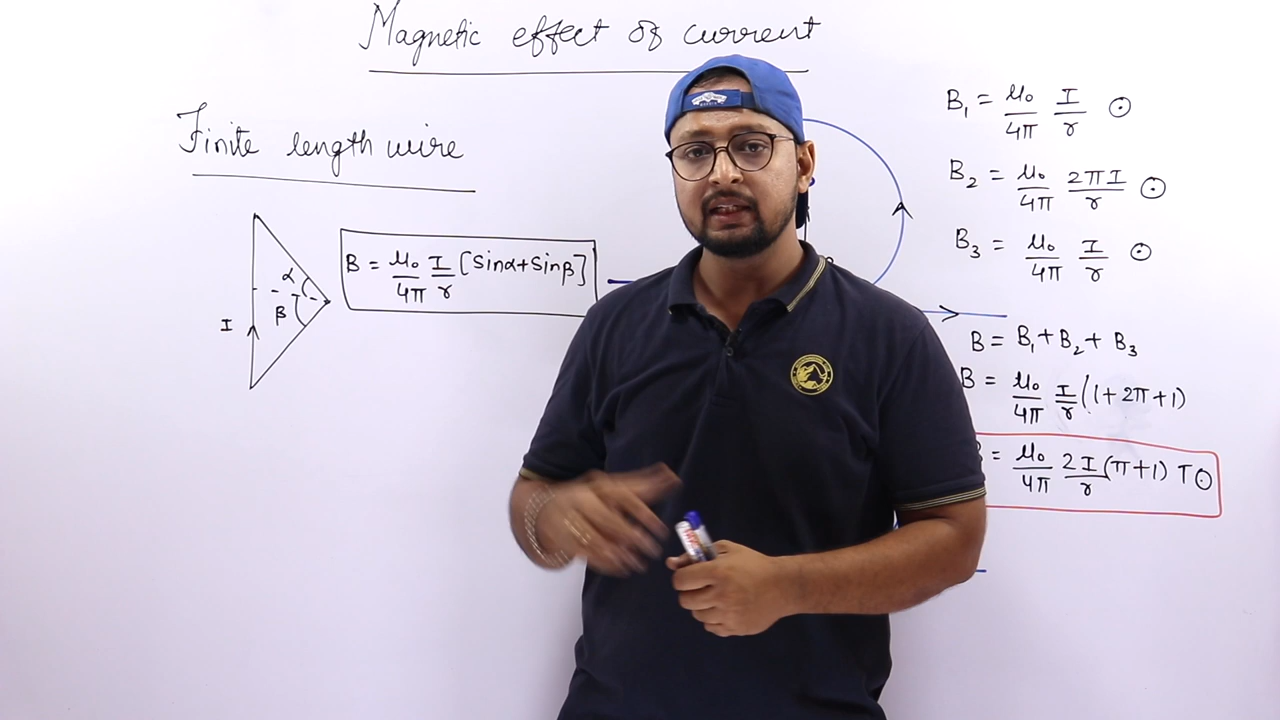 Magnetic effect of current
Finite length wire
α
β
I
B = μ₀/4π I/r [Sinα+Sinβ]
B₁ = μ₀/4π I/r ⊙
B₂ = μ₀/4π 2πI/r ⊙
B₃ = μ₀/4π I/r ⊙
B = B₁+B₂+B₃
B = μ₀/4π I/r (1+2π+1)
= μ₀/4π 2I/r (π+1) T ⊙